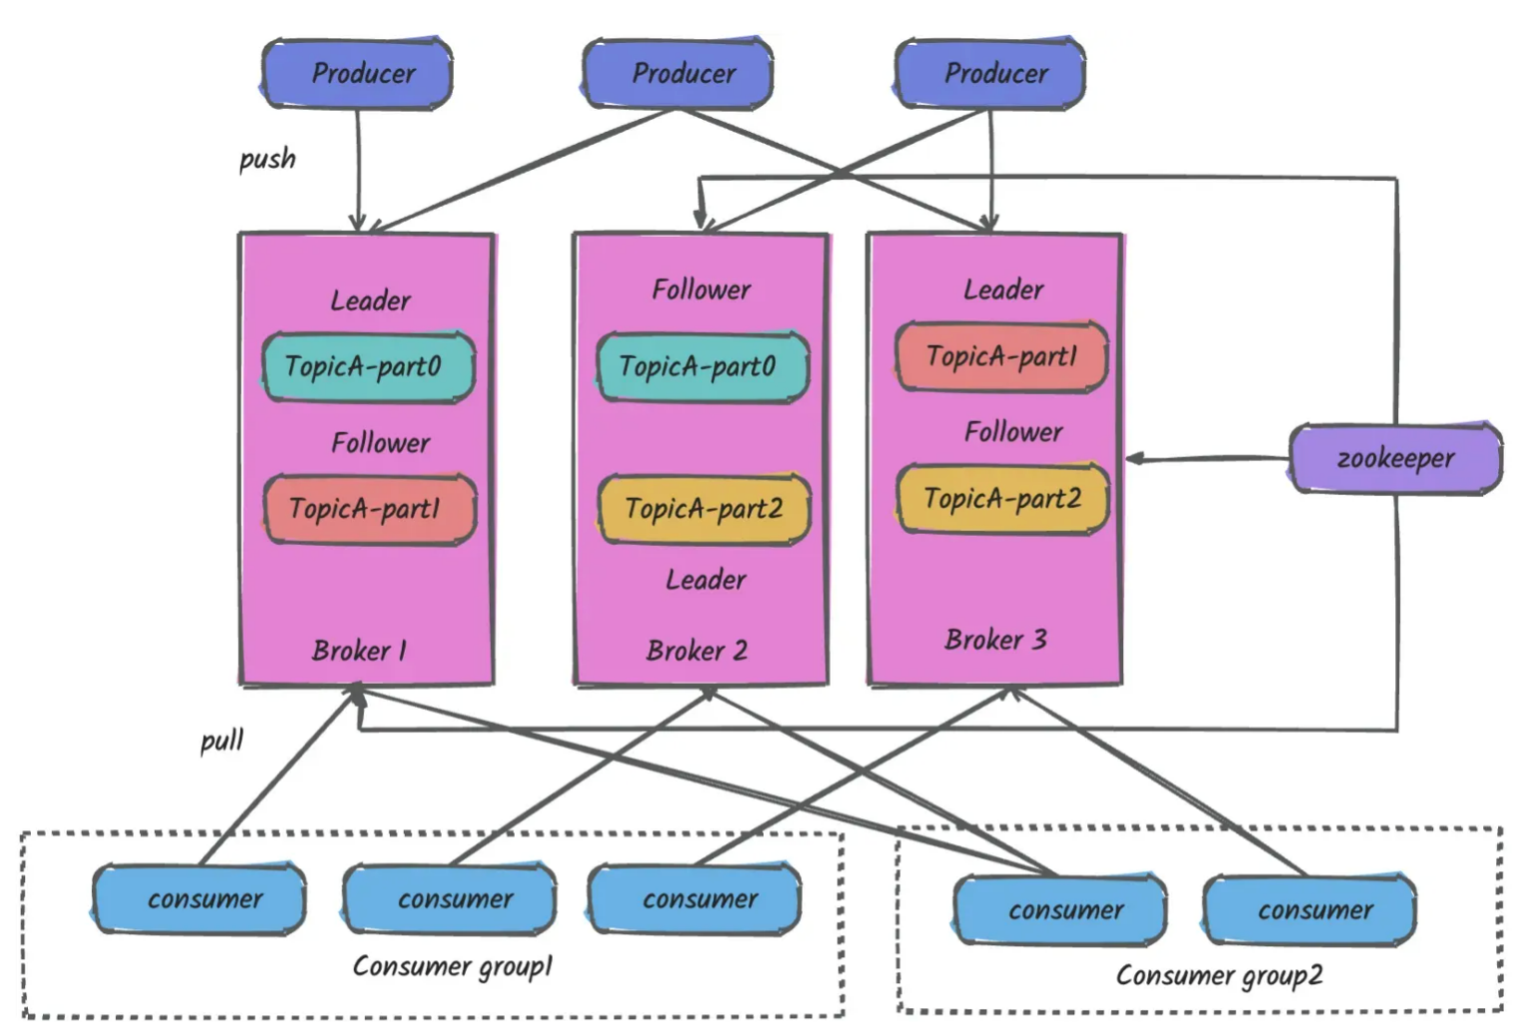 Producer
Producer
Producer
push
Leader
TopicA-part0
Follower
TopicA-part1
Broker 1
Follower
TopicA-part0
TopicA-part2
Leader
Broker 2
Leader
TopicA-part1
Follower
TopicA-part2
Broker 3
zookeeper
pull
consumer
consumer
consumer
Consumer group1
consumer
consumer
Consumer group2